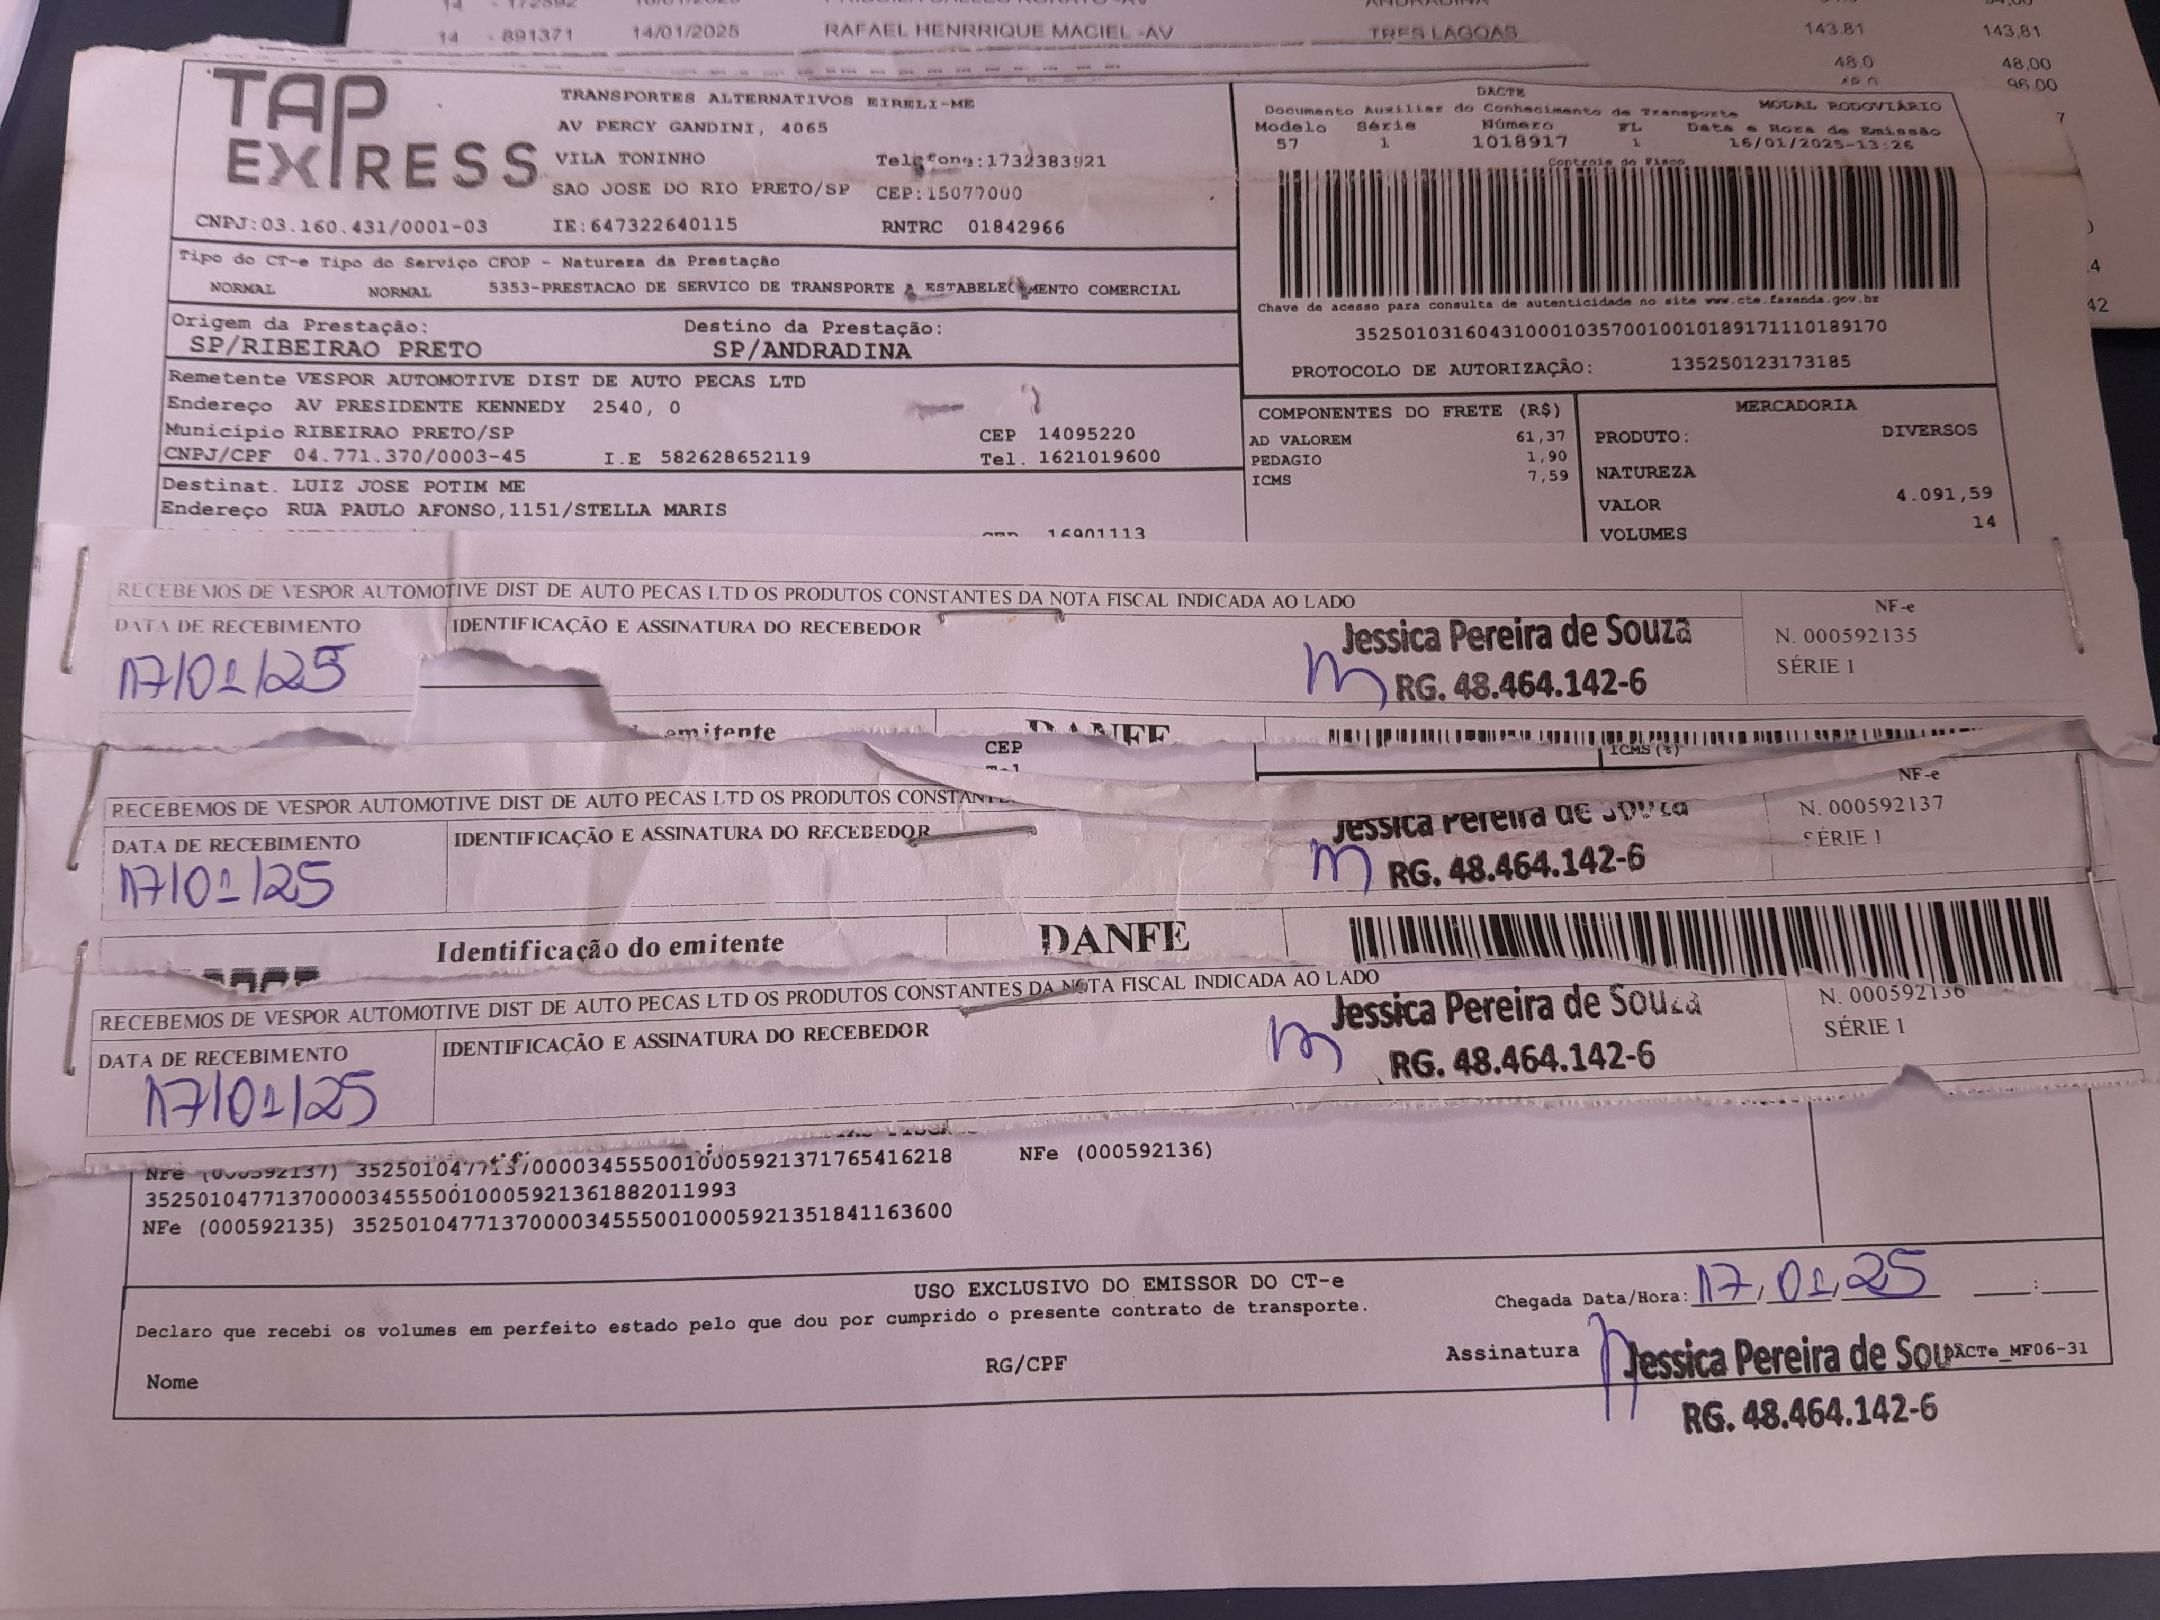 14 - 891371 14/01/2025 RAFAEL HENRRIQUE MACIEL -AV TRES LAGOAS 143,81 143,81
48,0 48,00
96,00
TAP EXPRESS
TRANSPORTES ALTERNATIVOS EIRELI-ME
AV PERCY GANDINI, 4065
VILA TONINHO Telefone:1732383921
SAO JOSE DO RIO PRETO/SP CEP:15077000
CNPJ:03.160.431/0001-03 IE:647322640115 RNTRC 01842966
DACTE
Documento Auxiliar do Conhecimento de Transporte MODAL RODOVIÁRIO
Modelo Série Número FL Data e Hora de Emissão
57 1 1018917 1 16/01/2025-13:26
Controle do Fisco
Chave de acesso para consulta de autenticidade no site www.cte.fazenda.gov.br
35250103160431000103570010010189171110189170
PROTOCOLO DE AUTORIZAÇÃO: 135250123173185
Tipo do CT-e Tipo do Serviço CFOP - Natureza da Prestação
NORMAL NORMAL 5353-PRESTACAO DE SERVICO DE TRANSPORTE A ESTABELECIMENTO COMERCIAL
Origem da Prestação: Destino da Prestação:
SP/RIBEIRAO PRETO SP/ANDRADINA
Remetente VESPOR AUTOMOTIVE DIST DE AUTO PECAS LTD
Endereço AV PRESIDENTE KENNEDY 2540, 0
Município RIBEIRAO PRETO/SP CEP 14095220
CNPJ/CPF 04.771.370/0003-45 I.E 582628652119 Tel. 1621019600
Destinat. LUIZ JOSE POTIM ME
Endereço RUA PAULO AFONSO,1151/STELLA MARIS
16901113
COMPONENTES DO FRETE (R$)
AD VALOREM 61,37
PEDAGIO 1,90
ICMS 7,59
MERCADORIA
PRODUTO: DIVERSOS
NATUREZA
VALOR 4.091,59
VOLUMES 14
RECEBEMOS DE VESPOR AUTOMOTIVE DIST DE AUTO PECAS LTD OS PRODUTOS CONSTANTES DA NOTA FISCAL INDICADA AO LADO
DATA DE RECEBIMENTO IDENTIFICAÇÃO E ASSINATURA DO RECEBEDOR
17/01/25
Jessica Pereira de Souza
RG. 48.464.142-6
NF-e
N. 000592135
SÉRIE 1
emitente DANFE
CEP
ICMS (%)
RECEBEMOS DE VESPOR AUTOMOTIVE DIST DE AUTO PECAS LTD OS PRODUTOS
DATA DE RECEBIMENTO IDENTIFICAÇÃO E ASSINATURA DO RECEBEDOR
17/01/25
Jessica Pereira de Souza
RG. 48.464.142-6
NF-e
N. 000592137
SÉRIE 1
Identificação do emitente DANFE
RECEBEMOS DE VESPOR AUTOMOTIVE DIST DE AUTO PECAS LTD OS PRODUTOS CONSTANTES DA NOTA FISCAL INDICADA AO LADO
DATA DE RECEBIMENTO IDENTIFICAÇÃO E ASSINATURA DO RECEBEDOR
17/01/25
Jessica Pereira de Souza
RG. 48.464.142-6
N. 000592136
SÉRIE 1
NFe (000592137) 35250104771370000345550010005921371765416218 NFe (000592136)
35250104771370000345550010005921361882011993
NFe (000592135) 35250104771370000345550010005921351841163600
USO EXCLUSIVO DO EMISSOR DO CT-e
Declaro que recebi os volumes em perfeito estado pelo que dou por cumprido o presente contrato de transporte.
Chegada Data/Hora: 17,01,25 :
Nome RG/CPF Assinatura
Jessica Pereira de Sou DACTe_MF06-31
RG. 48.464.142-6